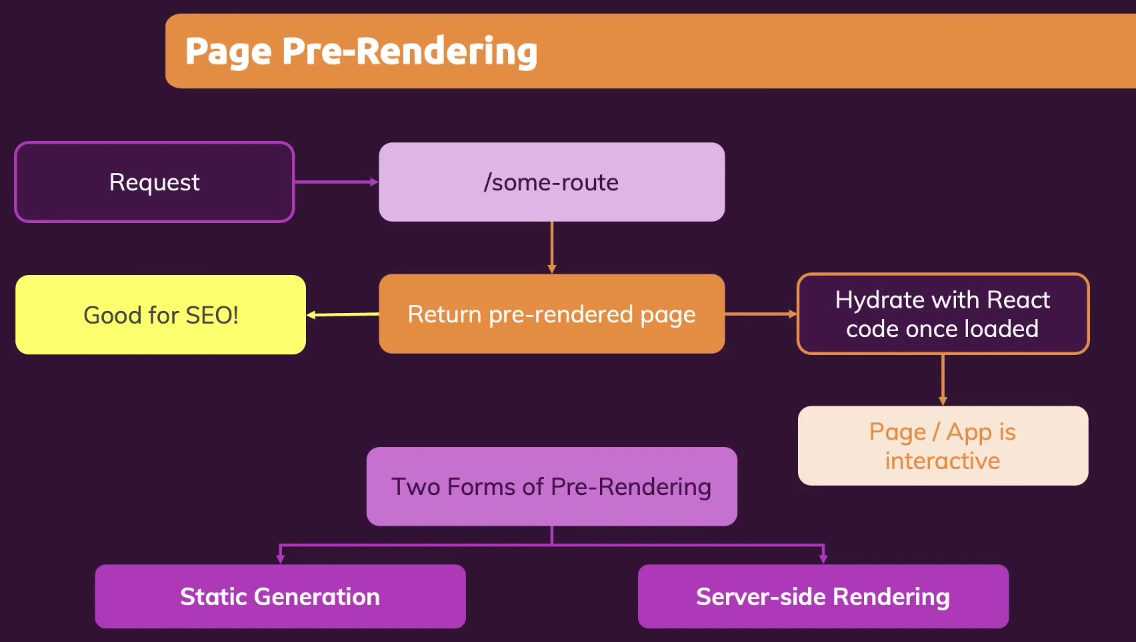 Page Pre-Rendering
Request
/some-route
Good for SEO!
Return pre-rendered page
Hydrate with React
code once loaded
Page / App is
interactive
Two Forms of Pre-Rendering
Static Generation
Server-side Rendering